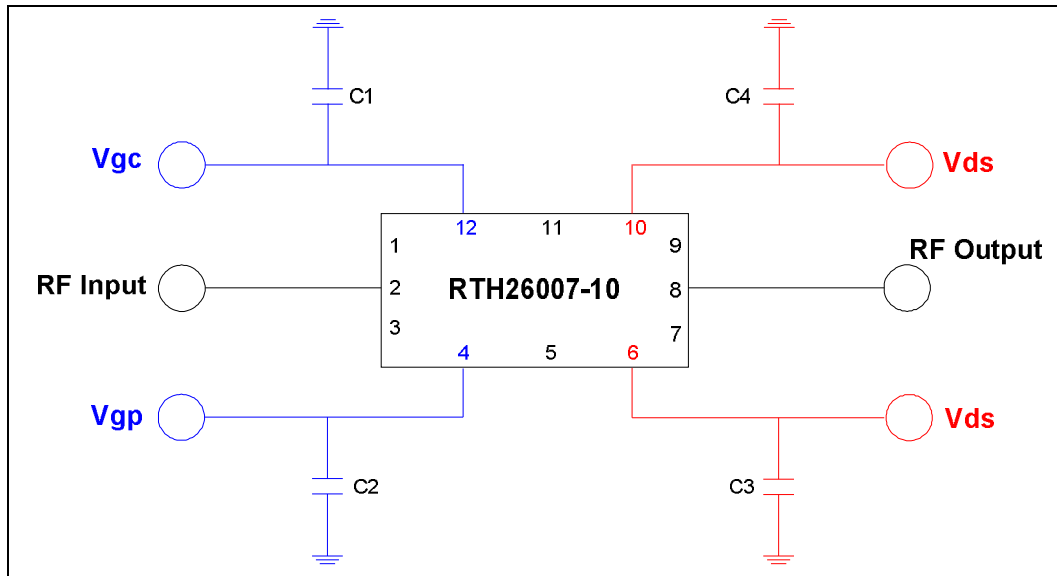 C1
C4
Vgc
Vds
12 11 10
1
9
RF Output
RF Input
2
RTH26007-10
8
3
7
4 5 6
Vgp
Vds
C2
C3